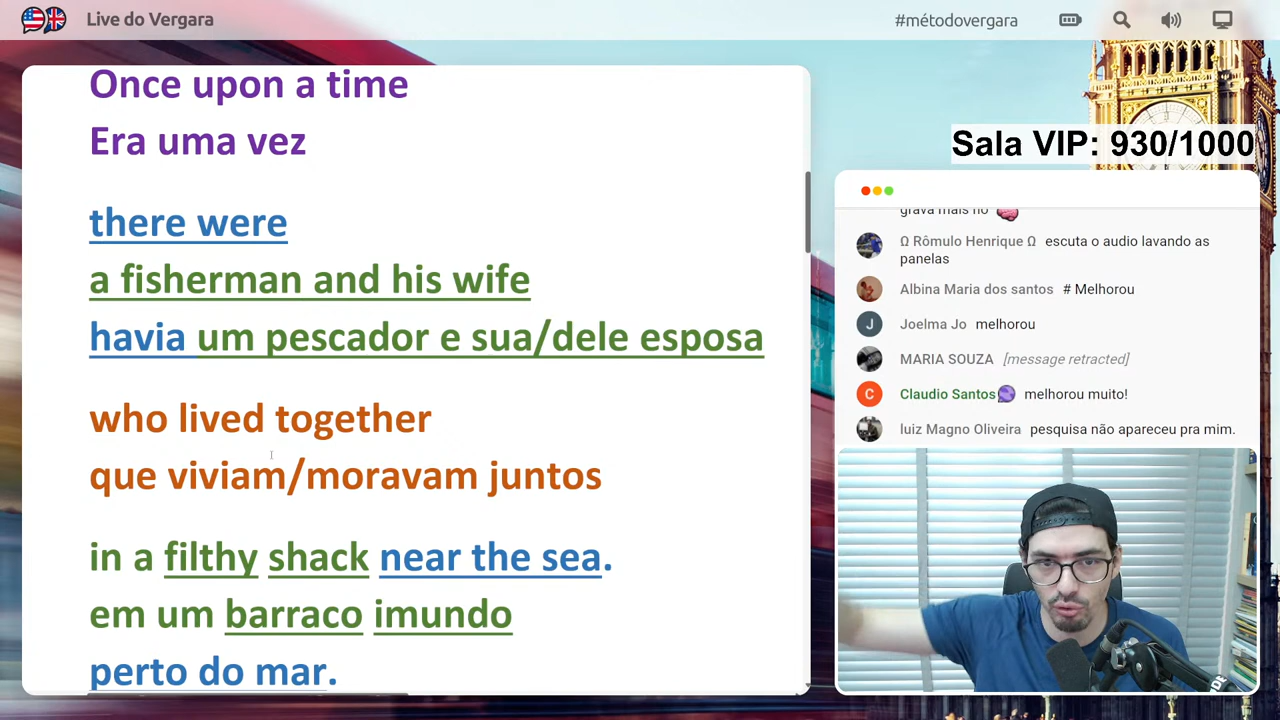 Live do Vergara
#métodovergara
Once upon a time
Era uma vez
there were
a fisherman and his wife
havia um pescador e sua/dele esposa
who lived together
que viviam/moravam juntos
in a filthy shack near the sea.
em um barraco imundo
perto do mar.
Sala VIP: 930/1000
grava mais no
Ω Rômulo Henrique Ω escuta o audio lavando as
panelas
Albina Maria dos santos # Melhorou
J
Joelma Jo melhorou
MARIA SOUZA [message retracted]
C
Claudio Santos melhorou muito!
luiz Magno Oliveira pesquisa não apareceu pra mim.